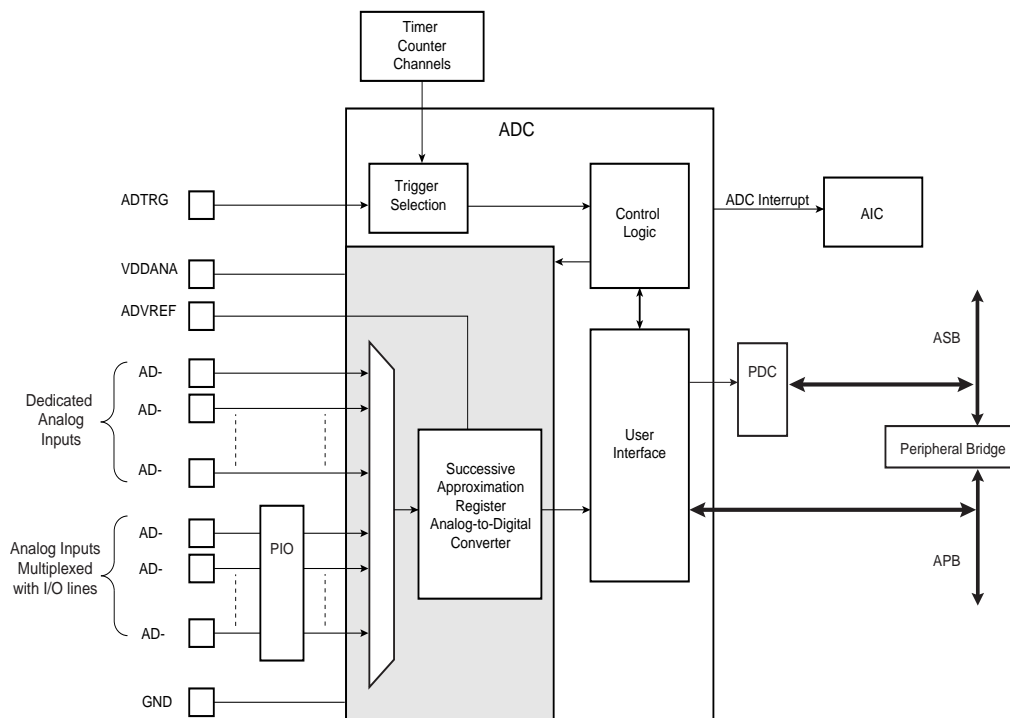 Timer
Counter
Channels
ADC
ADTRG
Trigger
Selection
Control
Logic
ADC Interrupt
AIC
VDDANA
ADVREF
ASB
Dedicated
Analog
Inputs
AD-
AD-
AD-
PDC
User
Interface
Peripheral Bridge
Successive
Approximation
Register
Analog-to-Digital
Converter
Analog Inputs
Multiplexed
with I/O lines
AD-
AD-
AD-
PIO
APB
GND